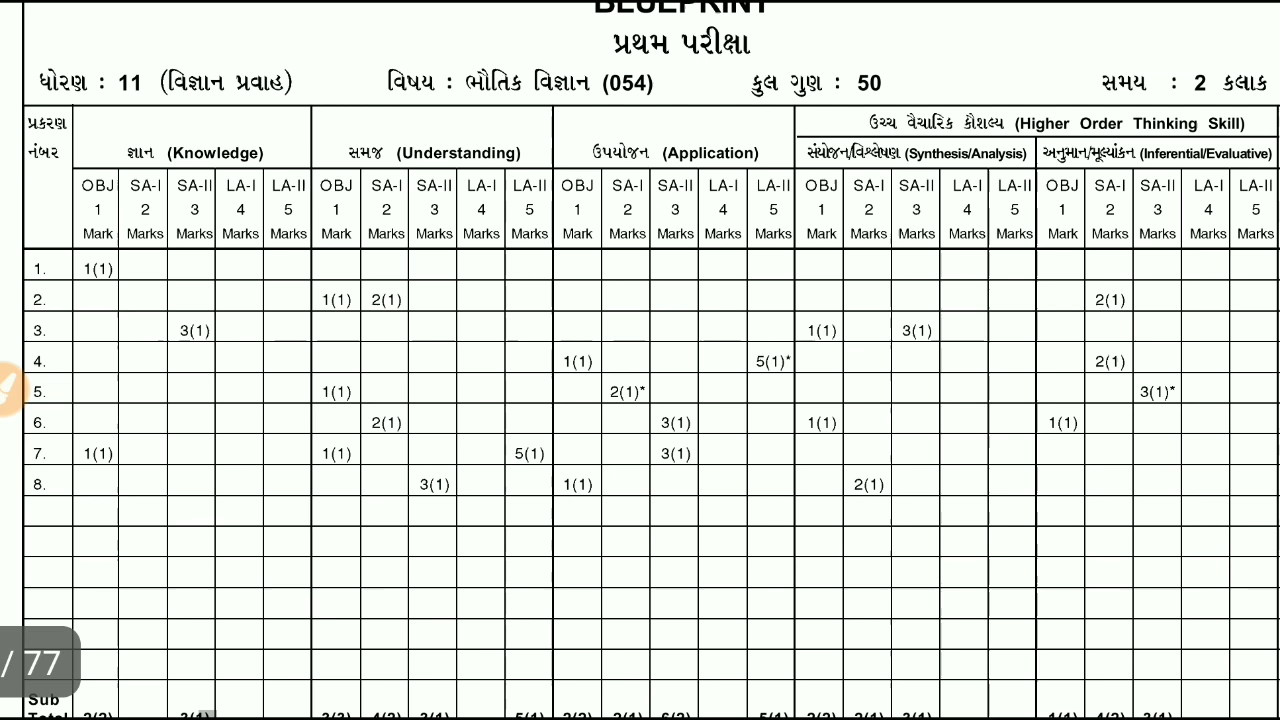 BLUEPRINT
પ્રથમ પરીક્ષા
ધોરણ : 11 (વિજ્ઞાન પ્રવાહ) વિષય : ભૌતિક વિજ્ઞાન (054) કુલ ગુણ : 50 સમય : 2 કલાક
પ્રકરણ નંબર જ્ઞાન (Knowledge) સમજ (Understanding) ઉપયોજન (Application) ઉચ્ચ વૈચારિક કૌશલ્ય (Higher Order Thinking Skill)
સંયોજન/વિશ્લેષણ (Synthesis/Analysis) અનુમાન/મૂલ્યાંકન (Inferential/Evaluative)
OBJ SA-I SA-II LA-I LA-II OBJ SA-I SA-II LA-I LA-II OBJ SA-I SA-II LA-I LA-II OBJ SA-I SA-II LA-I LA-II OBJ SA-I SA-II LA-I LA-II
1 2 3 4 5 1 2 3 4 5 1 2 3 4 5 1 2 3 4 5 1 2 3 4 5
Mark Marks Marks Marks Marks Mark Marks Marks Marks Marks Mark Marks Marks Marks Marks Mark Marks Marks Marks Marks Mark Marks Marks Marks Marks
1. 1(1)
2. 1(1) 2(1) 2(1)
3. 3(1) 1(1) 3(1)
4. 1(1) 5(1)* 2(1)
5. 1(1) 2(1)* 3(1)*
6. 2(1) 3(1) 1(1) 1(1)
7. 1(1) 1(1) 5(1) 3(1)
8. 3(1) 1(1) 2(1)
/ 77
Sub
Total